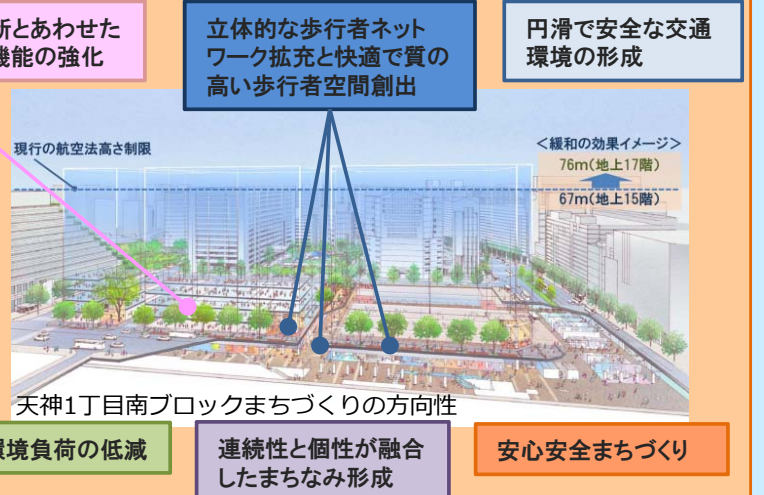 新とあわせた
機能の強化
立体的な歩行者ネット
ワーク拡充と快適で質の
高い歩行者空間創出
円滑で安全な交通
環境の形成
現行の航空法高さ制限
＜緩和の効果イメージ＞
76m(地上17階)
67m(地上15階)
天神1丁目南ブロックまちづくりの方向性
環境負荷の低減
連続性と個性が融合
したまちなみ形成
安心安全まちづくり